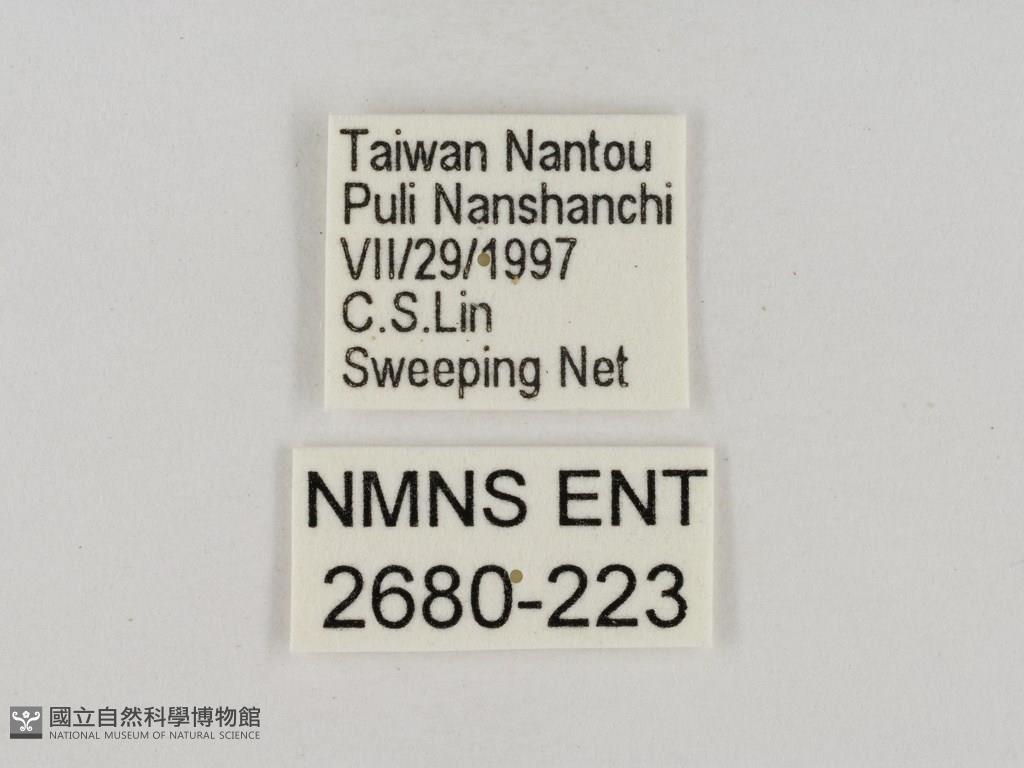 Taiwan Nantou
Puli Nanshanchi
VII/29/1997
C.S.Lin
Sweeping Net
NMNS ENT
2680-223
國立自然科學博物館
NATIONAL MUSEUM OF NATURAL SCIENCE